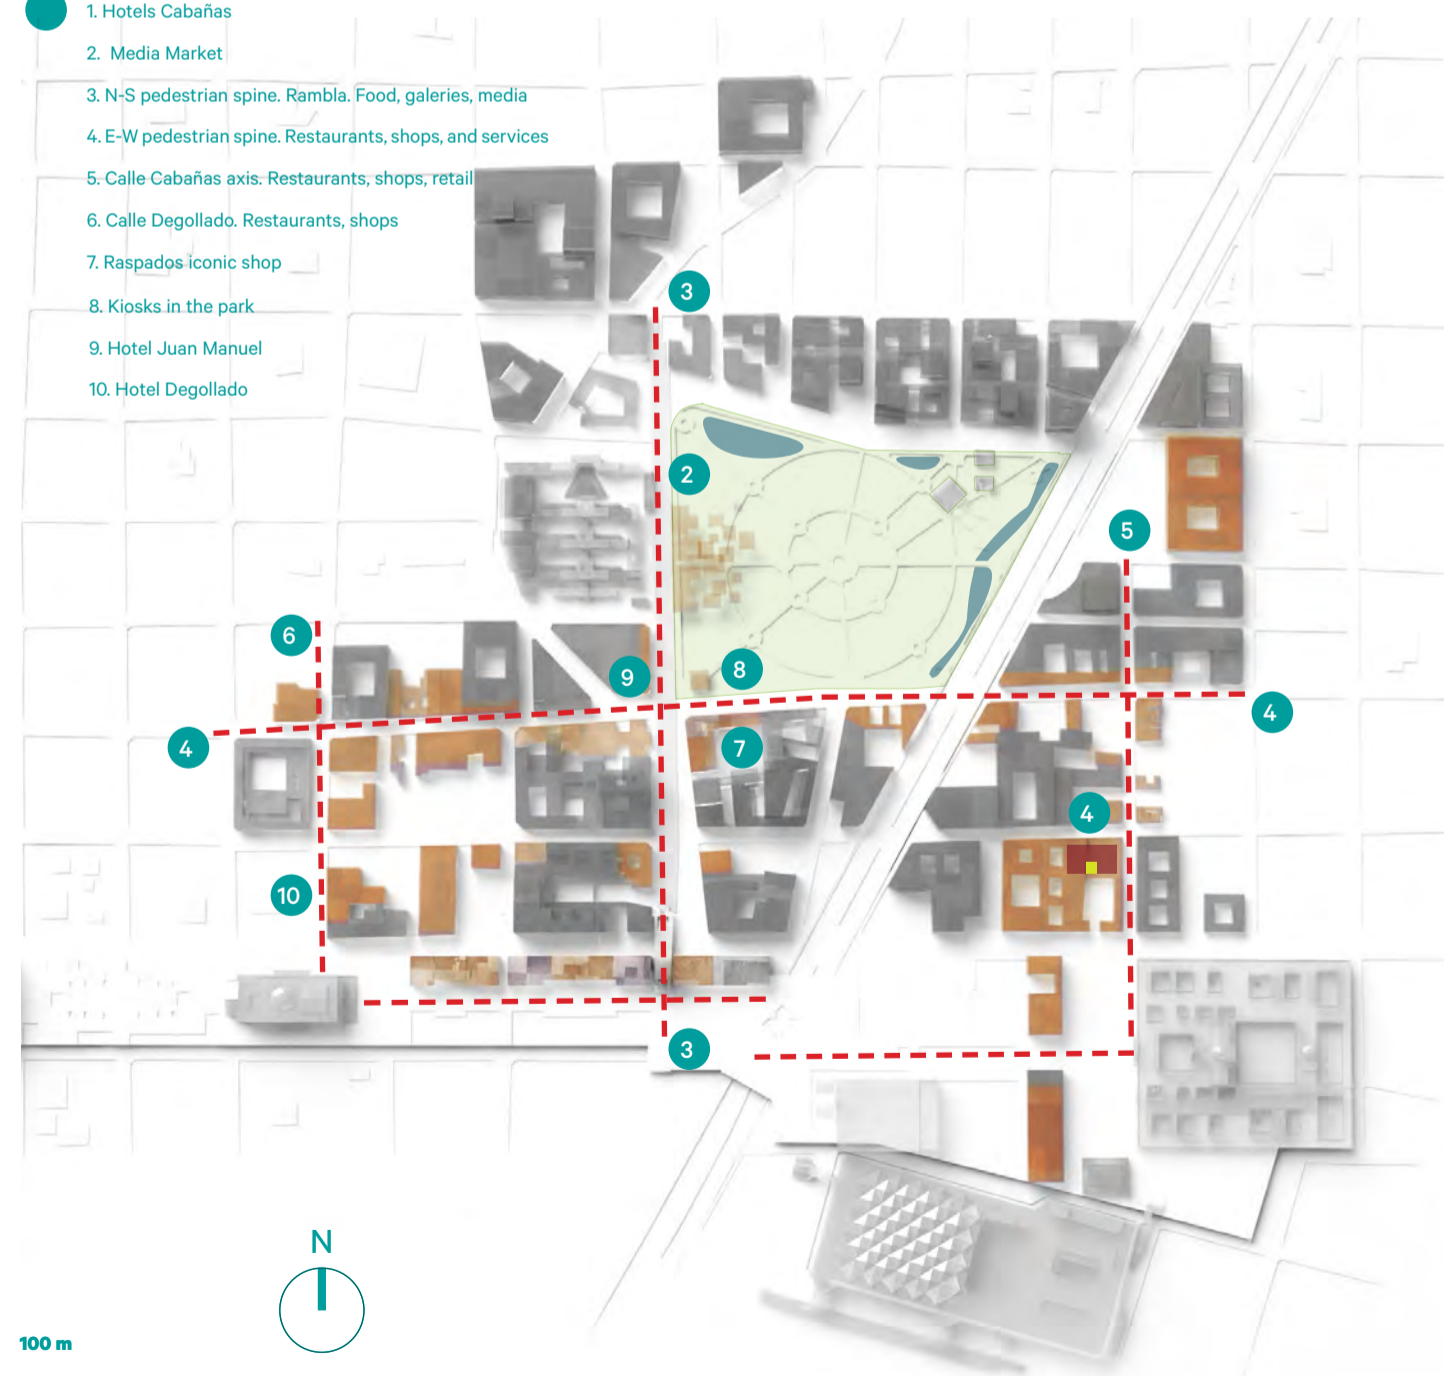 1. Hotels Cabañas
2. Media Market
3. N-S pedestrian spine. Rambla. Food, galeries, media
4. E-W pedestrian spine. Restaurants, shops, and services
5. Calle Cabañas axis. Restaurants, shops, retail
6. Calle Degollado. Restaurants, shops
7. Raspados iconic shop
8. Kiosks in the park
9. Hotel Juan Manuel
10. Hotel Degollado
3
2
5
6
9
8
4
4
7
4
10
3
N
100 m